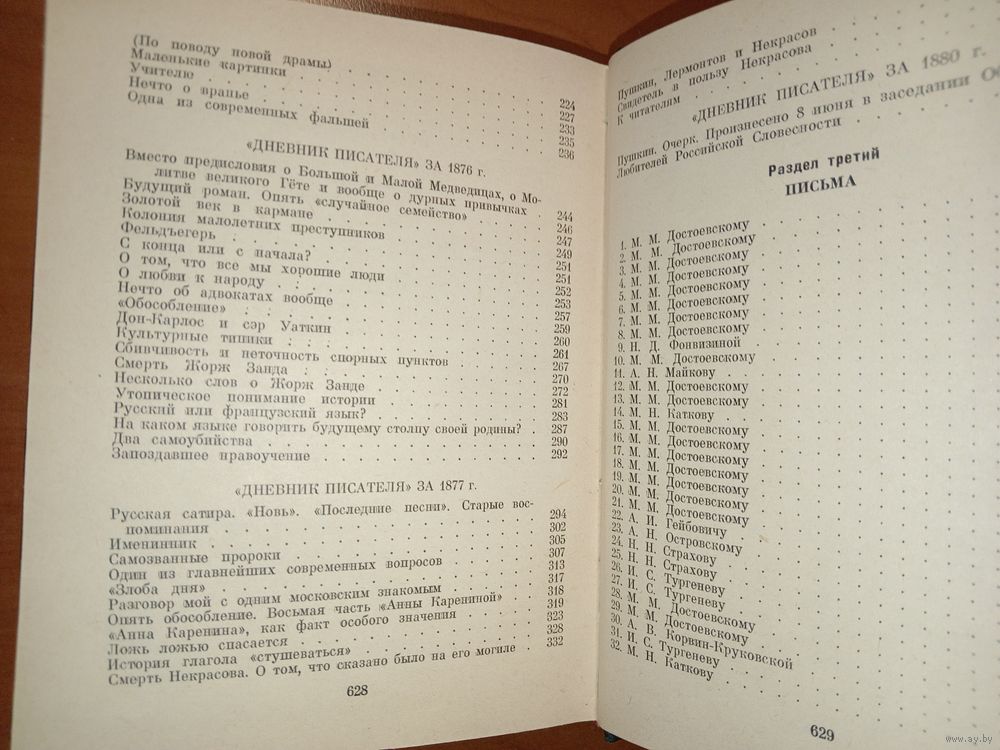 (По поводу новой драмы)
Маленькие картинки . . . 224
Учителю . . . 227
Нечто о вранье . . . 233
Одна из современных фальшей . . . 235
236
«ДНЕВНИК ПИСАТЕЛЯ» ЗА 1876 г.
Вместо предисловия о Большой и Малой Медведицах, о Мо-
литве великого Гёте и вообще о дурных привычках . 244
Будущий роман. Опять «случайное семейство» . . . 246
Золотой век в кармане . . . 247
Колония малолетних преступников . . . 249
Фельдъегерь . . . 251
С конца или с начала? . . . 251
О том, что все мы хорошие люди . . . 252
О любви к народу . . . 253
Нечто об адвокатах вообще . . . 257
«Обособление» . . . 259
Дон-Карлос и сэр Уаткин . . . 260
Культурные типики . . . 261
Сбивчивость и неточность спорных пунктов . . . 267
Смерть Жорж Занда . . . 270
Несколько слов о Жорж Занде . . . 272
Утопическое понимание истории . . . 281
Русский или французский язык? . . . 283
На каком языке говорить будущему столпу своей родины? . 287
Два самоубийства . . . 290
Запоздавшее нравоучение . . . 292
«ДНЕВНИК ПИСАТЕЛЯ» ЗА 1877 г.
Русская сатира. «Новь». «Последние песни». Старые вос-
поминания . . . 294
Именинник . . . 302
Самозванные пророки . . . 305
Один из главнейших современных вопросов . . . 307
«Злоба дня» . . . 313
Разговор мой с одним московским знакомым . . . 317
Опять обособление. Восьмая часть «Анны Карениной» . 318
«Анна Каренина», как факт особого значения . . . 319
Ложь ложью спасается . . . 323
История глагола «стушеваться» . . . 328
Смерть Некрасова. О том, что сказано было на его могиле . 332
628
Пушкин, Лермонтов и Некрасов
Свидетель в пользу Некрасова
К читателям
«ДНЕВНИК ПИСАТЕЛЯ» ЗА 1880 г.
Пушкин. Очерк. Произнесено 8 июня в заседании
Любителей Российской Словесности
Раздел третий
ПИСЬМА
1. М. М. Достоевскому
2. М. М. Достоевскому
3. М. М. Достоевскому
4. М. М. Достоевскому
5. М. М. Достоевскому
6. М. М. Достоевскому
7. М. М. Достоевскому
8. М. М. Достоевскому
9. Н. Д. Фонвизиной
10. М. М. Достоевскому
11. А. Н. Майкову
12. М. М. Достоевскому
13. М. М. Достоевскому
14. М. Н. Каткову
15. М. М. Достоевскому
16. М. М. Достоевскому
17. М. М. Достоевскому
18. М. М. Достоевскому
19. М. М. Достоевскому
20. М. М. Достоевскому
21. М. М. Достоевскому
22. А. И. Гейбовичу
23. А. Н. Островскому
24. Н. Н. Страхову
25. Н. Н. Страхову
26. И. С. Тургеневу
27. И. С. Тургеневу
28. М. М. Достоевскому
29. М. М. Достоевскому
30. А. В. Корвин-Круковской
31. И. С. Тургеневу
32. М. Н. Каткову
629
www.ay.by